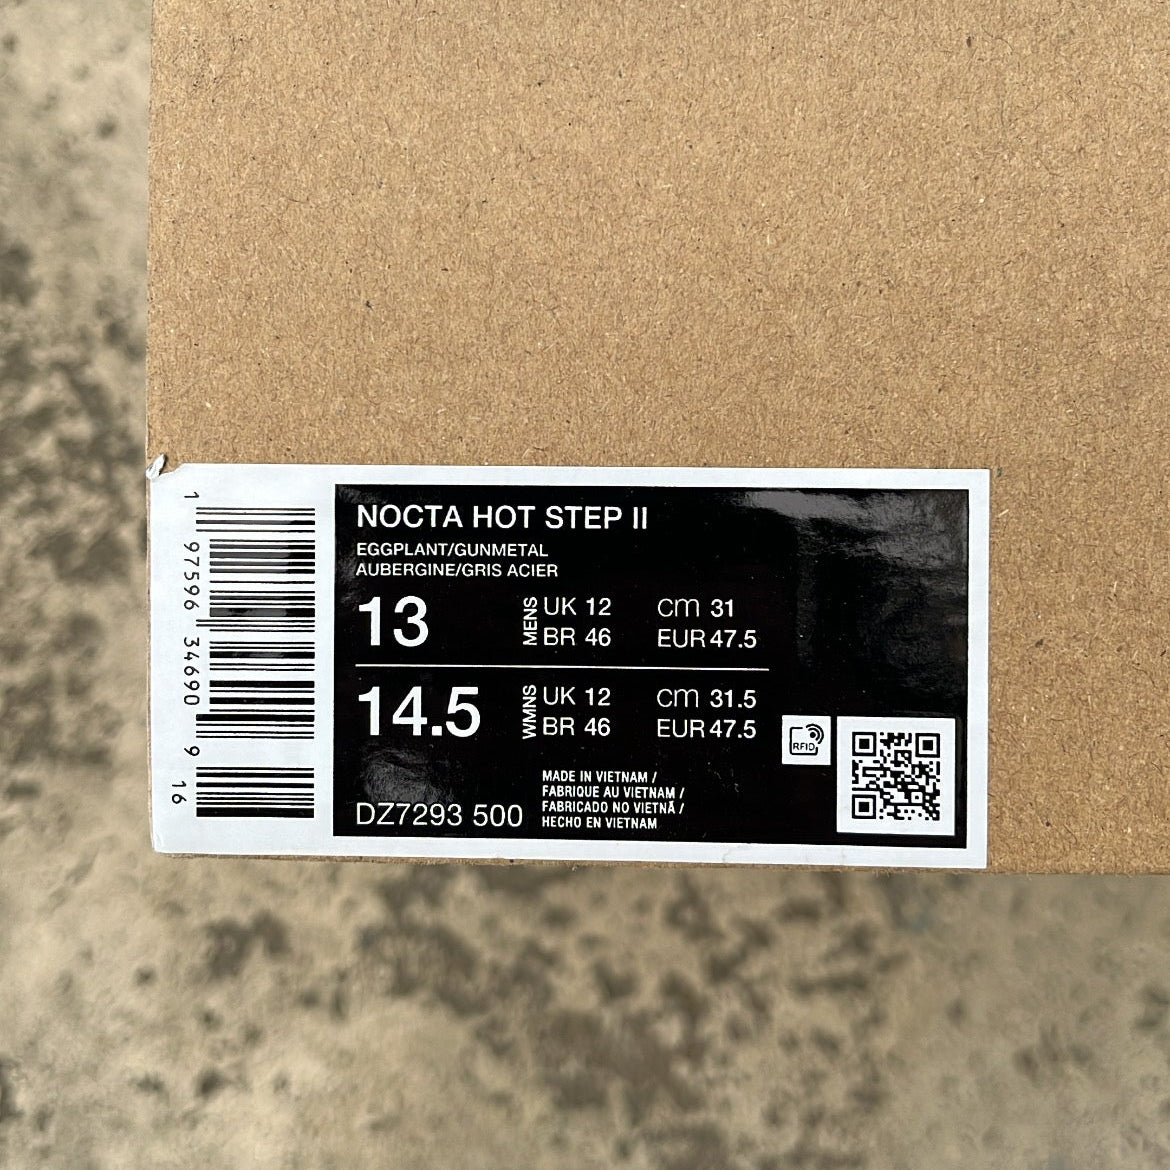 NOCTA HOT STEP II
EGGPLANT/GUNMETAL
AUBERGINE/GRIS ACIER
13 MENS UK 12 cm 31
BR 46 EUR 47.5
14.5 WMNS UK 12 cm 31.5
BR 46 EUR 47.5
RFID
MADE IN VIETNAM /
FABRIQUE AU VIETNAM /
FABRICADO NO VIETNÃ /
HECHO EN VIETNAM
DZ7293 500
1 97596 34690 9 16